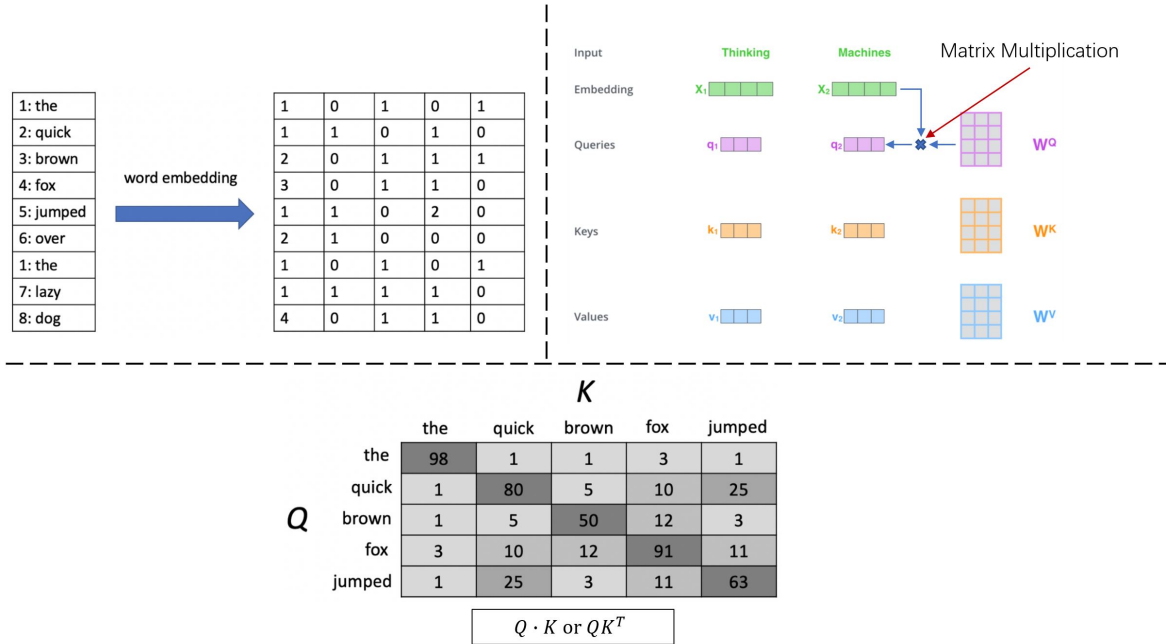 1: the
2: quick
3: brown
4: fox
5: jumped
6: over
1: the
7: lazy
8: dog
word embedding
1 0 1 0 1
1 1 0 1 0
2 0 1 1 1
3 0 1 1 0
1 1 0 2 0
2 1 0 0 0
1 0 1 0 1
1 1 1 1 0
4 0 1 1 0
Input Thinking Machines
Matrix Multiplication
Embedding X₁ X₂
Queries q₁ q₂ W^Q
Keys k₁ k₂ W^K
Values v₁ v₂ W^V
K
the quick brown fox jumped
Q
the 98 1 1 3 1
quick 1 80 5 10 25
brown 1 5 50 12 3
fox 3 10 12 91 11
jumped 1 25 3 11 63
Q · K or QK^T